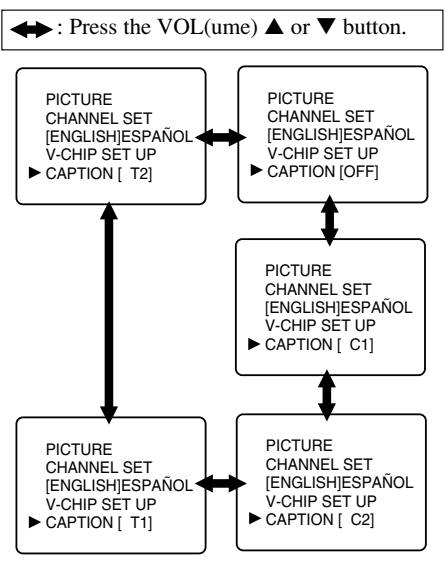 : Press the VOL(ume) ▲ or ▼ button.
PICTURE
CHANNEL SET
[ENGLISH]ESPAÑOL
V-CHIP SET UP
▶ CAPTION [ T2]
PICTURE
CHANNEL SET
[ENGLISH]ESPAÑOL
V-CHIP SET UP
▶ CAPTION [OFF]
PICTURE
CHANNEL SET
[ENGLISH]ESPAÑOL
V-CHIP SET UP
▶ CAPTION [ C1]
PICTURE
CHANNEL SET
[ENGLISH]ESPAÑOL
V-CHIP SET UP
▶ CAPTION [ T1]
PICTURE
CHANNEL SET
[ENGLISH]ESPAÑOL
V-CHIP SET UP
▶ CAPTION [ C2]